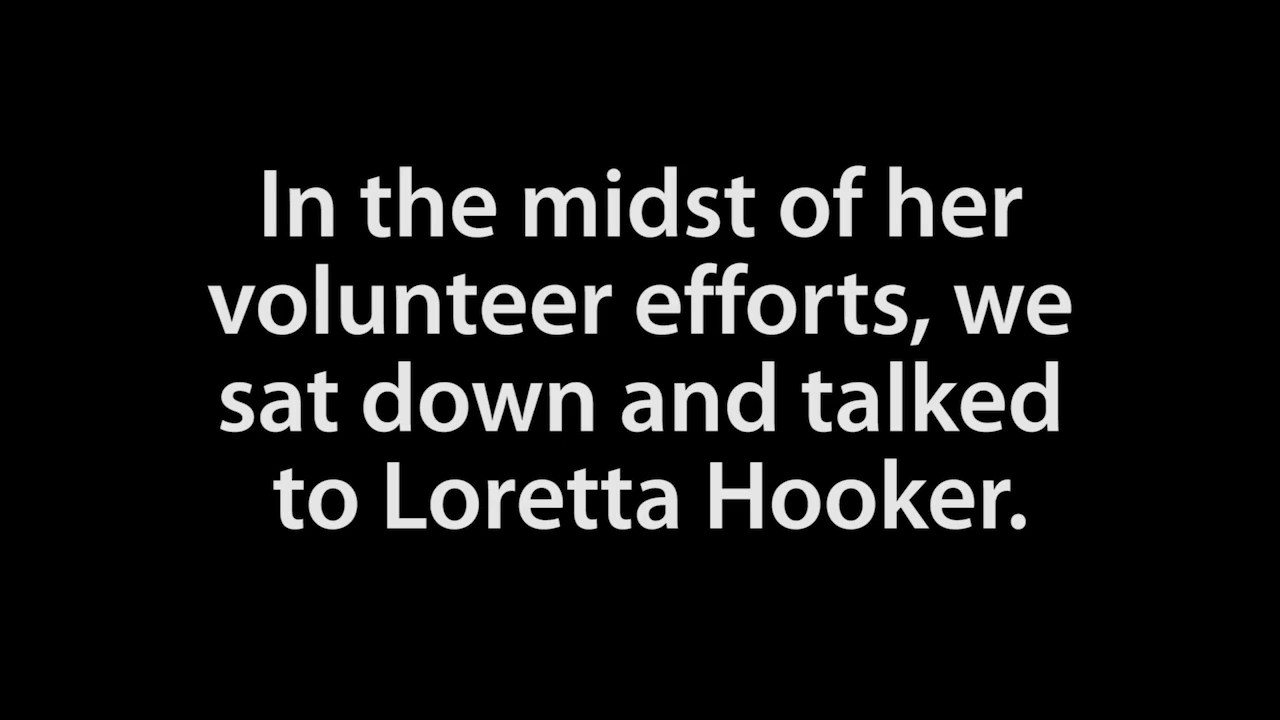 In the midst of her
volunteer efforts, we
sat down and talked
to Loretta Hooker.